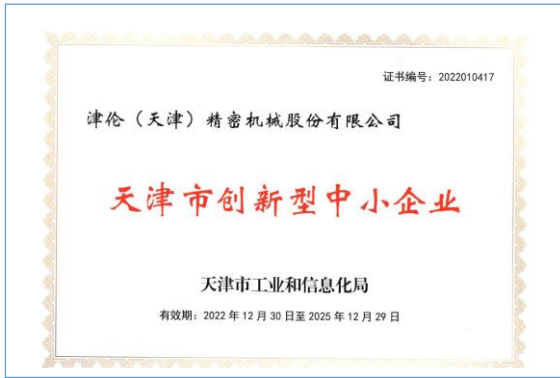 证书编号：2022010417
津伦（天津）精密机械股份有限公司
天津市创新型中小企业
天津市工业和信息化局
有效期：2022 年 12 月 30 日至 2025 年 12 月 29 日